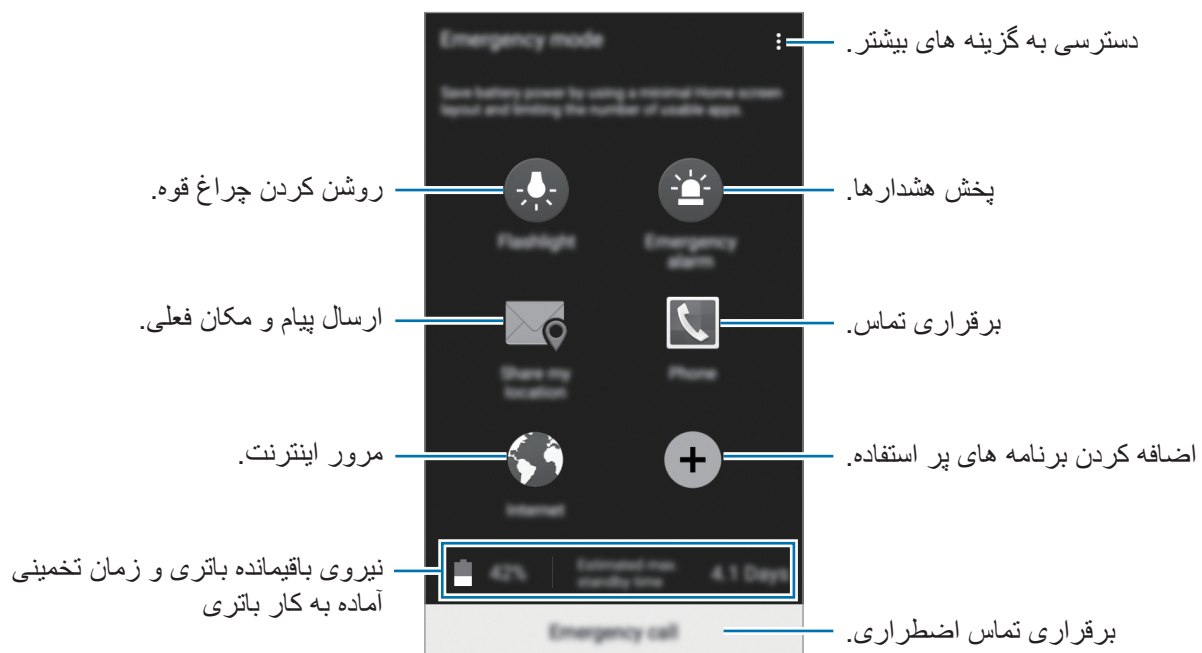 Emergency mode
دسترسی به گزینه های بیشتر.
Save battery power by using a minimal Home screen
layout and limiting the number of usable apps.
روشن کردن چراغ قوه.
پخش هشدارها.
Flashlight
Emergency
alarm
ارسال پیام و مکان فعلی.
برقراری تماس.
Share my
location
Phone
مرور اینترنت.
اضافه کردن برنامه های پر استفاده.
Internet
نیروی باقیمانده باتری و زمان تخمینی
آماده به کار باتری
42%
Estimated max.
standby time
4.1 Days
Emergency call
برقراری تماس اضطراری.